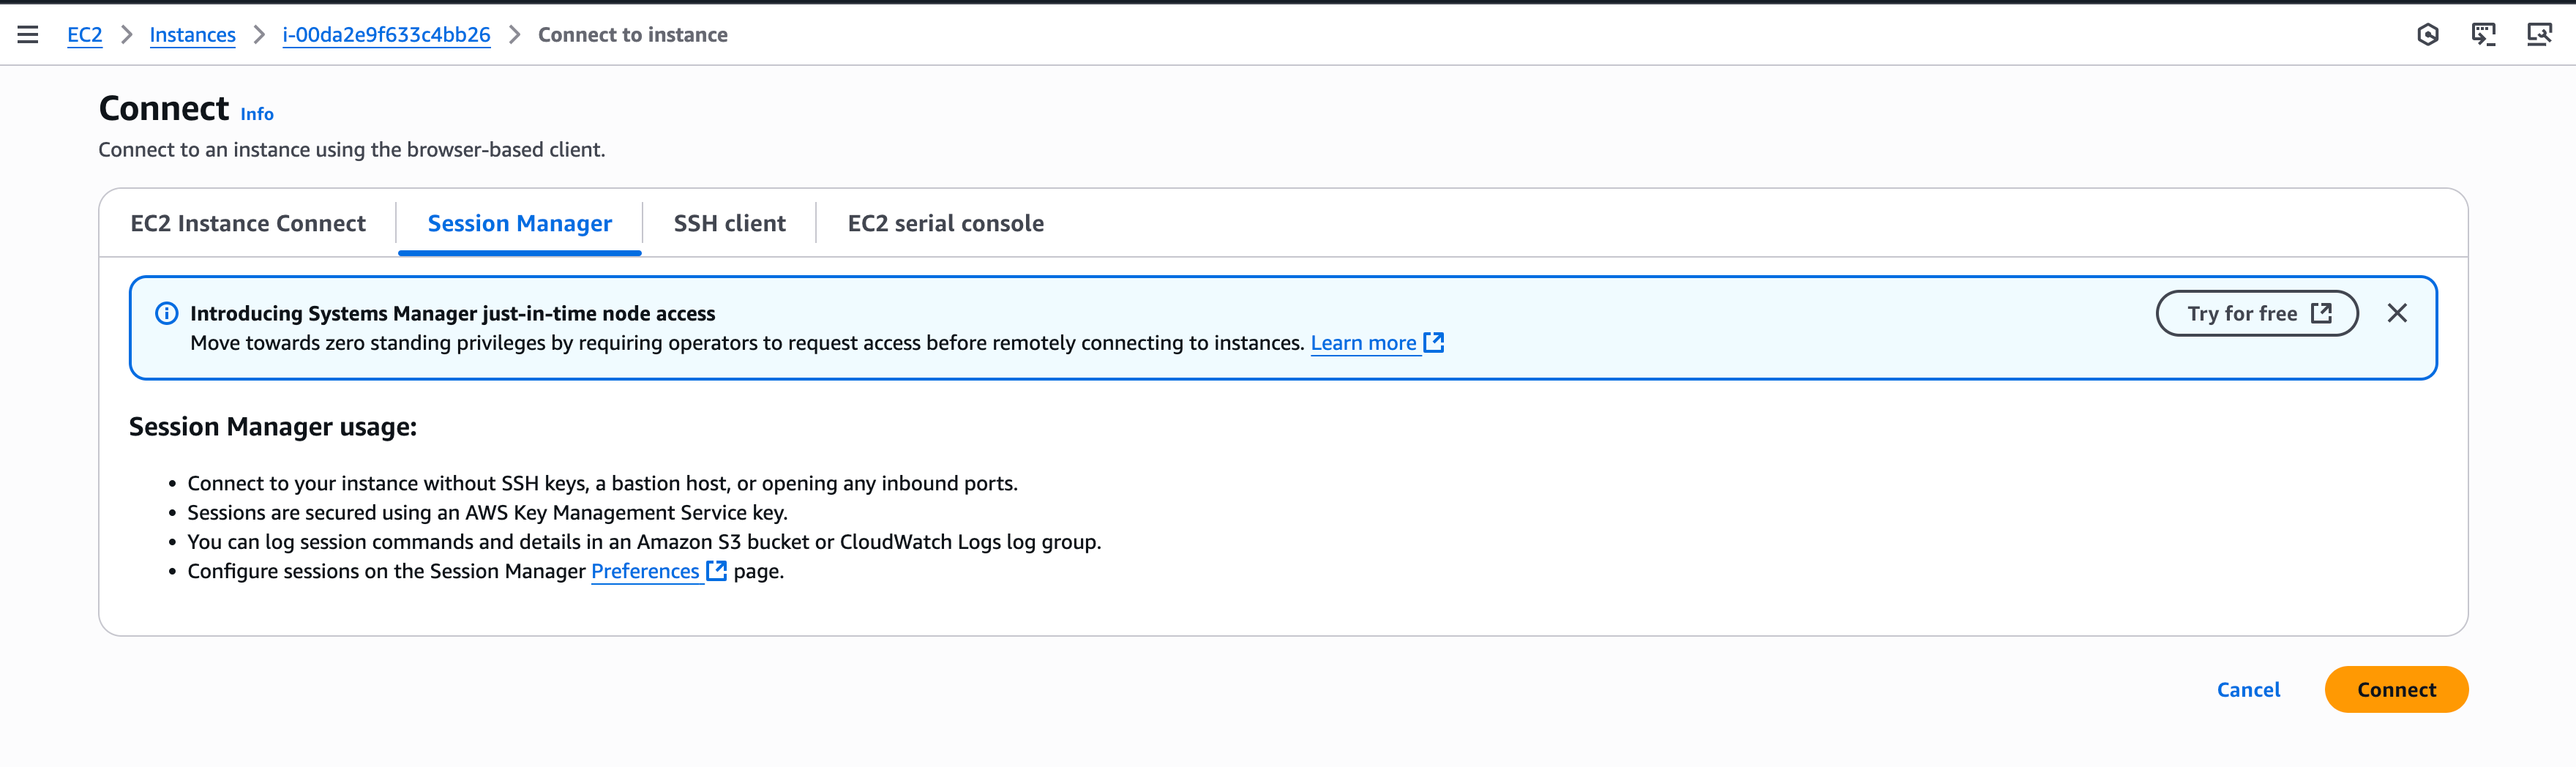 EC2 > Instances > i-00da2e9f633c4bb26 > Connect to instance
Connect Info
Connect to an instance using the browser-based client.
EC2 Instance Connect
Session Manager
SSH client
EC2 serial console
Introducing Systems Manager just-in-time node access
Move towards zero standing privileges by requiring operators to request access before remotely connecting to instances. Learn more
Try for free
Session Manager usage:
• Connect to your instance without SSH keys, a bastion host, or opening any inbound ports.
• Sessions are secured using an AWS Key Management Service key.
• You can log session commands and details in an Amazon S3 bucket or CloudWatch Logs log group.
• Configure sessions on the Session Manager Preferences page.
Cancel
Connect